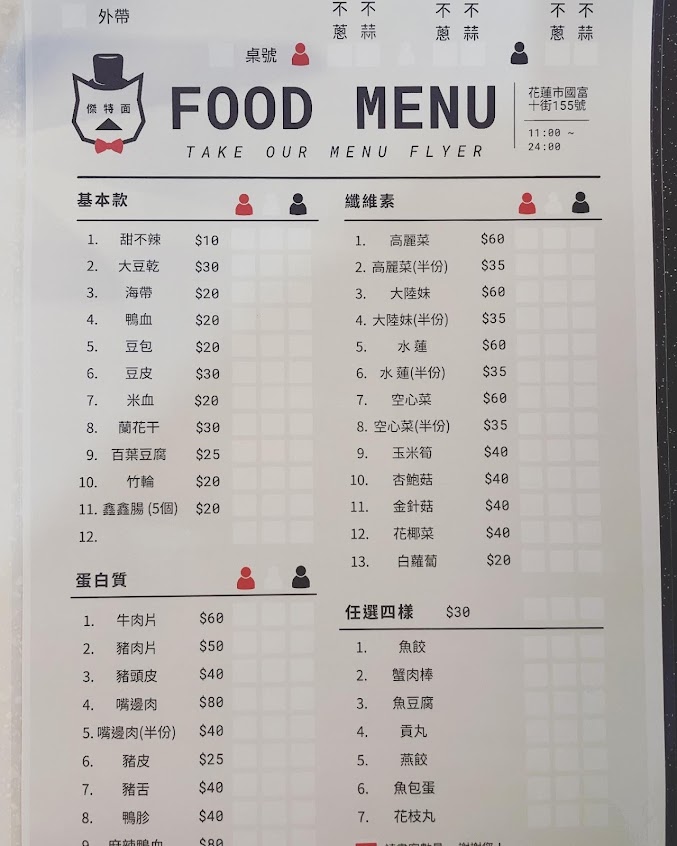 外帶
不蔥 不蒜 不蔥 不蒜 不蔥 不蒜
桌號
傑特面
FOOD MENU
TAKE OUR MENU FLYER
花蓮市國富
十街155號
11:00 ~
24:00
基本款
1. 甜不辣 $10
2. 大豆乾 $30
3. 海帶 $20
4. 鴨血 $20
5. 豆包 $20
6. 豆皮 $30
7. 米血 $20
8. 蘭花干 $30
9. 百葉豆腐 $25
10. 竹輪 $20
11. 鑫鑫腸 (5個) $20
12.
蛋白質
1. 牛肉片 $60
2. 豬肉片 $50
3. 豬頭皮 $40
4. 嘴邊肉 $80
5. 嘴邊肉(半份) $40
6. 豬皮 $25
7. 豬舌 $40
8. 鴨胗 $40
9. 麻辣鴨血 $80
纖維素
1. 高麗菜 $60
2. 高麗菜(半份) $35
3. 大陸妹 $60
4. 大陸妹(半份) $35
5. 水 蓮 $60
6. 水 蓮(半份) $35
7. 空心菜 $60
8. 空心菜(半份) $35
9. 玉米筍 $40
10. 杏鮑菇 $40
11. 金針菇 $40
12. 花椰菜 $40
13. 白蘿蔔 $20
任選四樣 $30
1. 魚餃
2. 蟹肉棒
3. 魚豆腐
4. 貢丸
5. 燕餃
6. 魚包蛋
7. 花枝丸